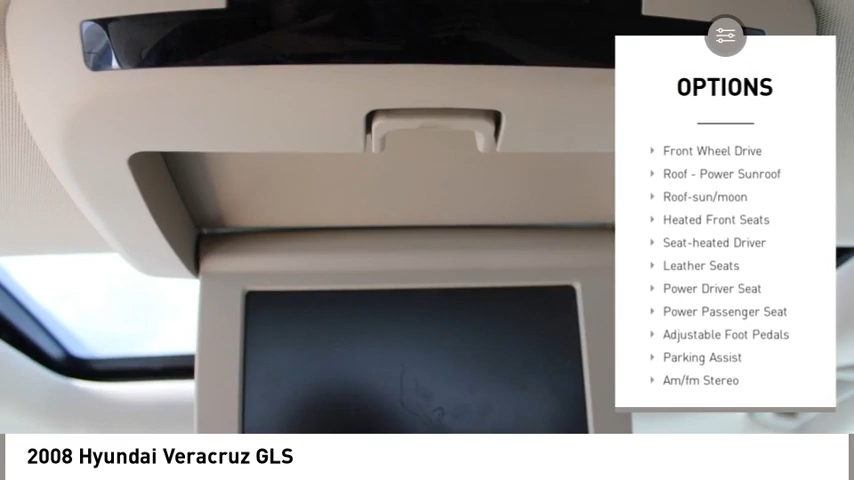 OPTIONS
Front Wheel Drive
Roof - Power Sunroof
Roof-sun/moon
Heated Front Seats
Seat-heated Driver
Leather Seats
Power Driver Seat
Power Passenger Seat
Adjustable Foot Pedals
Parking Assist
Am/fm Stereo
2008 Hyundai Veracruz GLS